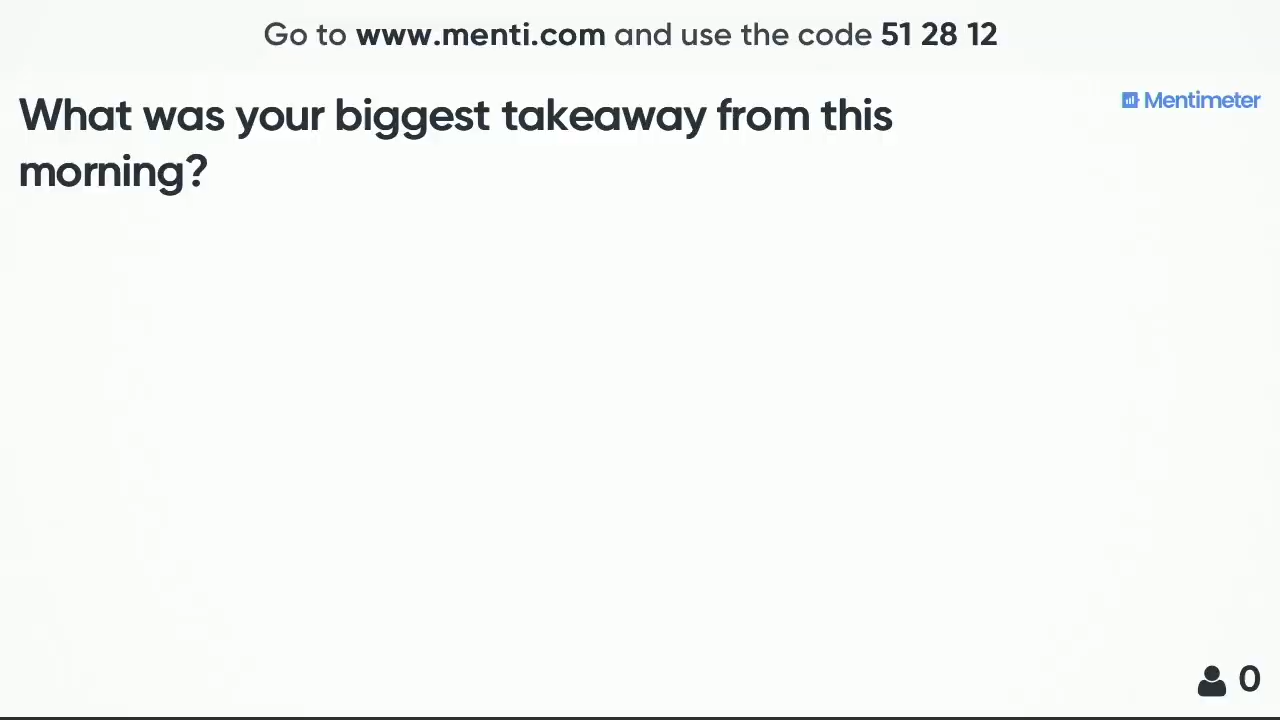 Go to www.menti.com and use the code 51 28 12
What was your biggest takeaway from this
morning?
Mentimeter
0